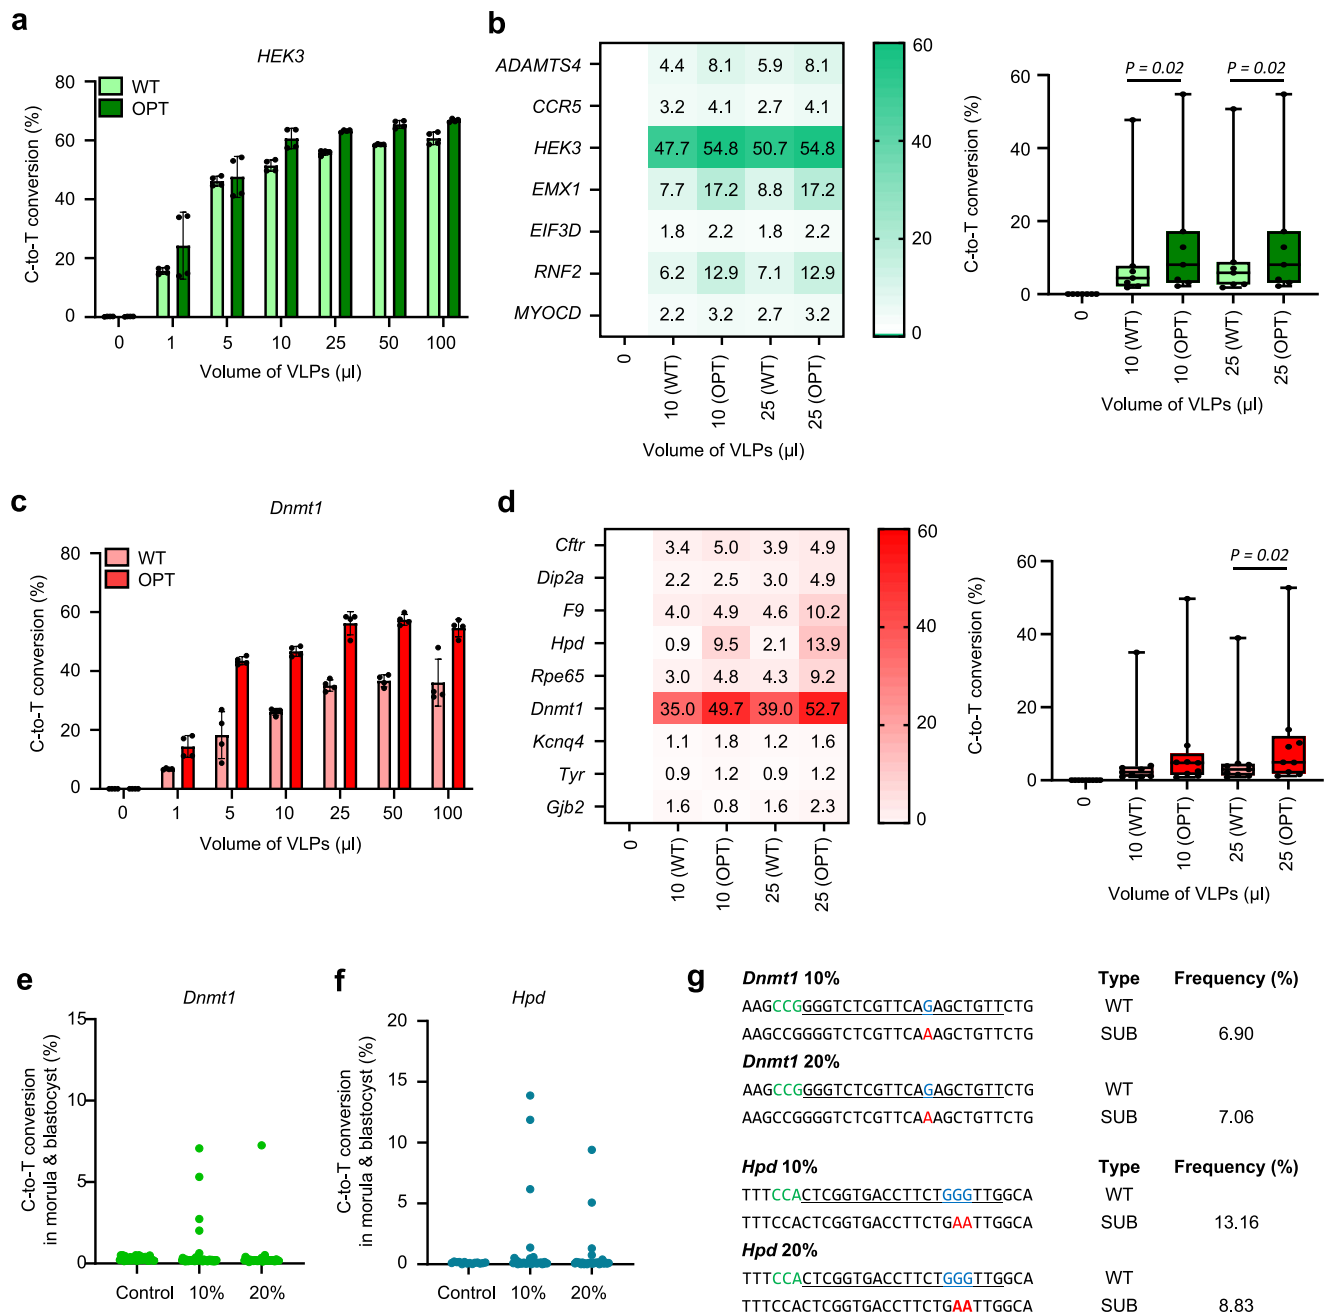 a
HEK3
C-to-T conversion (%)
80
60
40
20
0
WT
OPT
0 1 5 10 25 50 100
Volume of VLPs (µl)
b
ADAMTS4 4.4 8.1 5.9 8.1
CCR5 3.2 4.1 2.7 4.1
HEK3 47.7 54.8 50.7 54.8
EMX1 7.7 17.2 8.8 17.2
EIF3D 1.8 2.2 1.8 2.2
RNF2 6.2 12.9 7.1 12.9
MYOCD 2.2 3.2 2.7 3.2
0 10 (WT) 10 (OPT) 25 (WT) 25 (OPT)
Volume of VLPs (µl)
60
40
20
0
C-to-T conversion (%)
60
40
20
0
P = 0.02 P = 0.02
0 10 (WT) 10 (OPT) 25 (WT) 25 (OPT)
Volume of VLPs (µl)
c
Dnmt1
C-to-T conversion (%)
80
60
40
20
0
WT
OPT
0 1 5 10 25 50 100
Volume of VLPs (µl)
d
Cftr 3.4 5.0 3.9 4.9
Dip2a 2.2 2.5 3.0 4.9
F9 4.0 4.9 4.6 10.2
Hpd 0.9 9.5 2.1 13.9
Rpe65 3.0 4.8 4.3 9.2
Dnmt1 35.0 49.7 39.0 52.7
Kcnq4 1.1 1.8 1.2 1.6
Tyr 0.9 1.2 0.9 1.2
Gjb2 1.6 0.8 1.6 2.3
0 10 (WT) 10 (OPT) 25 (WT) 25 (OPT)
Volume of VLPs (µl)
60
40
20
0
C-to-T conversion (%)
60
40
20
0
P = 0.02
0 10 (WT) 10 (OPT) 25 (WT) 25 (OPT)
Volume of VLPs (µl)
e
Dnmt1
C-to-T conversion
in morula & blastocyst (%)
15
10
5
0
Control 10% 20%
f
Hpd
C-to-T conversion
in morula & blastocyst (%)
20
15
10
5
0
Control 10% 20%
g
Dnmt1 10% Type Frequency (%)
AAGCCGGGGTCTCGTTCAGAGCTGTTCTG WT
AAGCCGGGGTCTCGTTCAAAGCTGTTCTG SUB 6.90
Dnmt1 20%
AAGCCGGGGTCTCGTTCAGAGCTGTTCTG WT
AAGCCGGGGTCTCGTTCAAAGCTGTTCTG SUB 7.06
Hpd 10% Type Frequency (%)
TTTCCACTCGGTGACCTTCTGGGTTGGCA WT
TTTCCACTCGGTGACCTTCTGAATTGGCA SUB 13.16
Hpd 20%
TTTCCACTCGGTGACCTTCTGGGTTGGCA WT
TTTCCACTCGGTGACCTTCTGAATTGGCA SUB 8.83